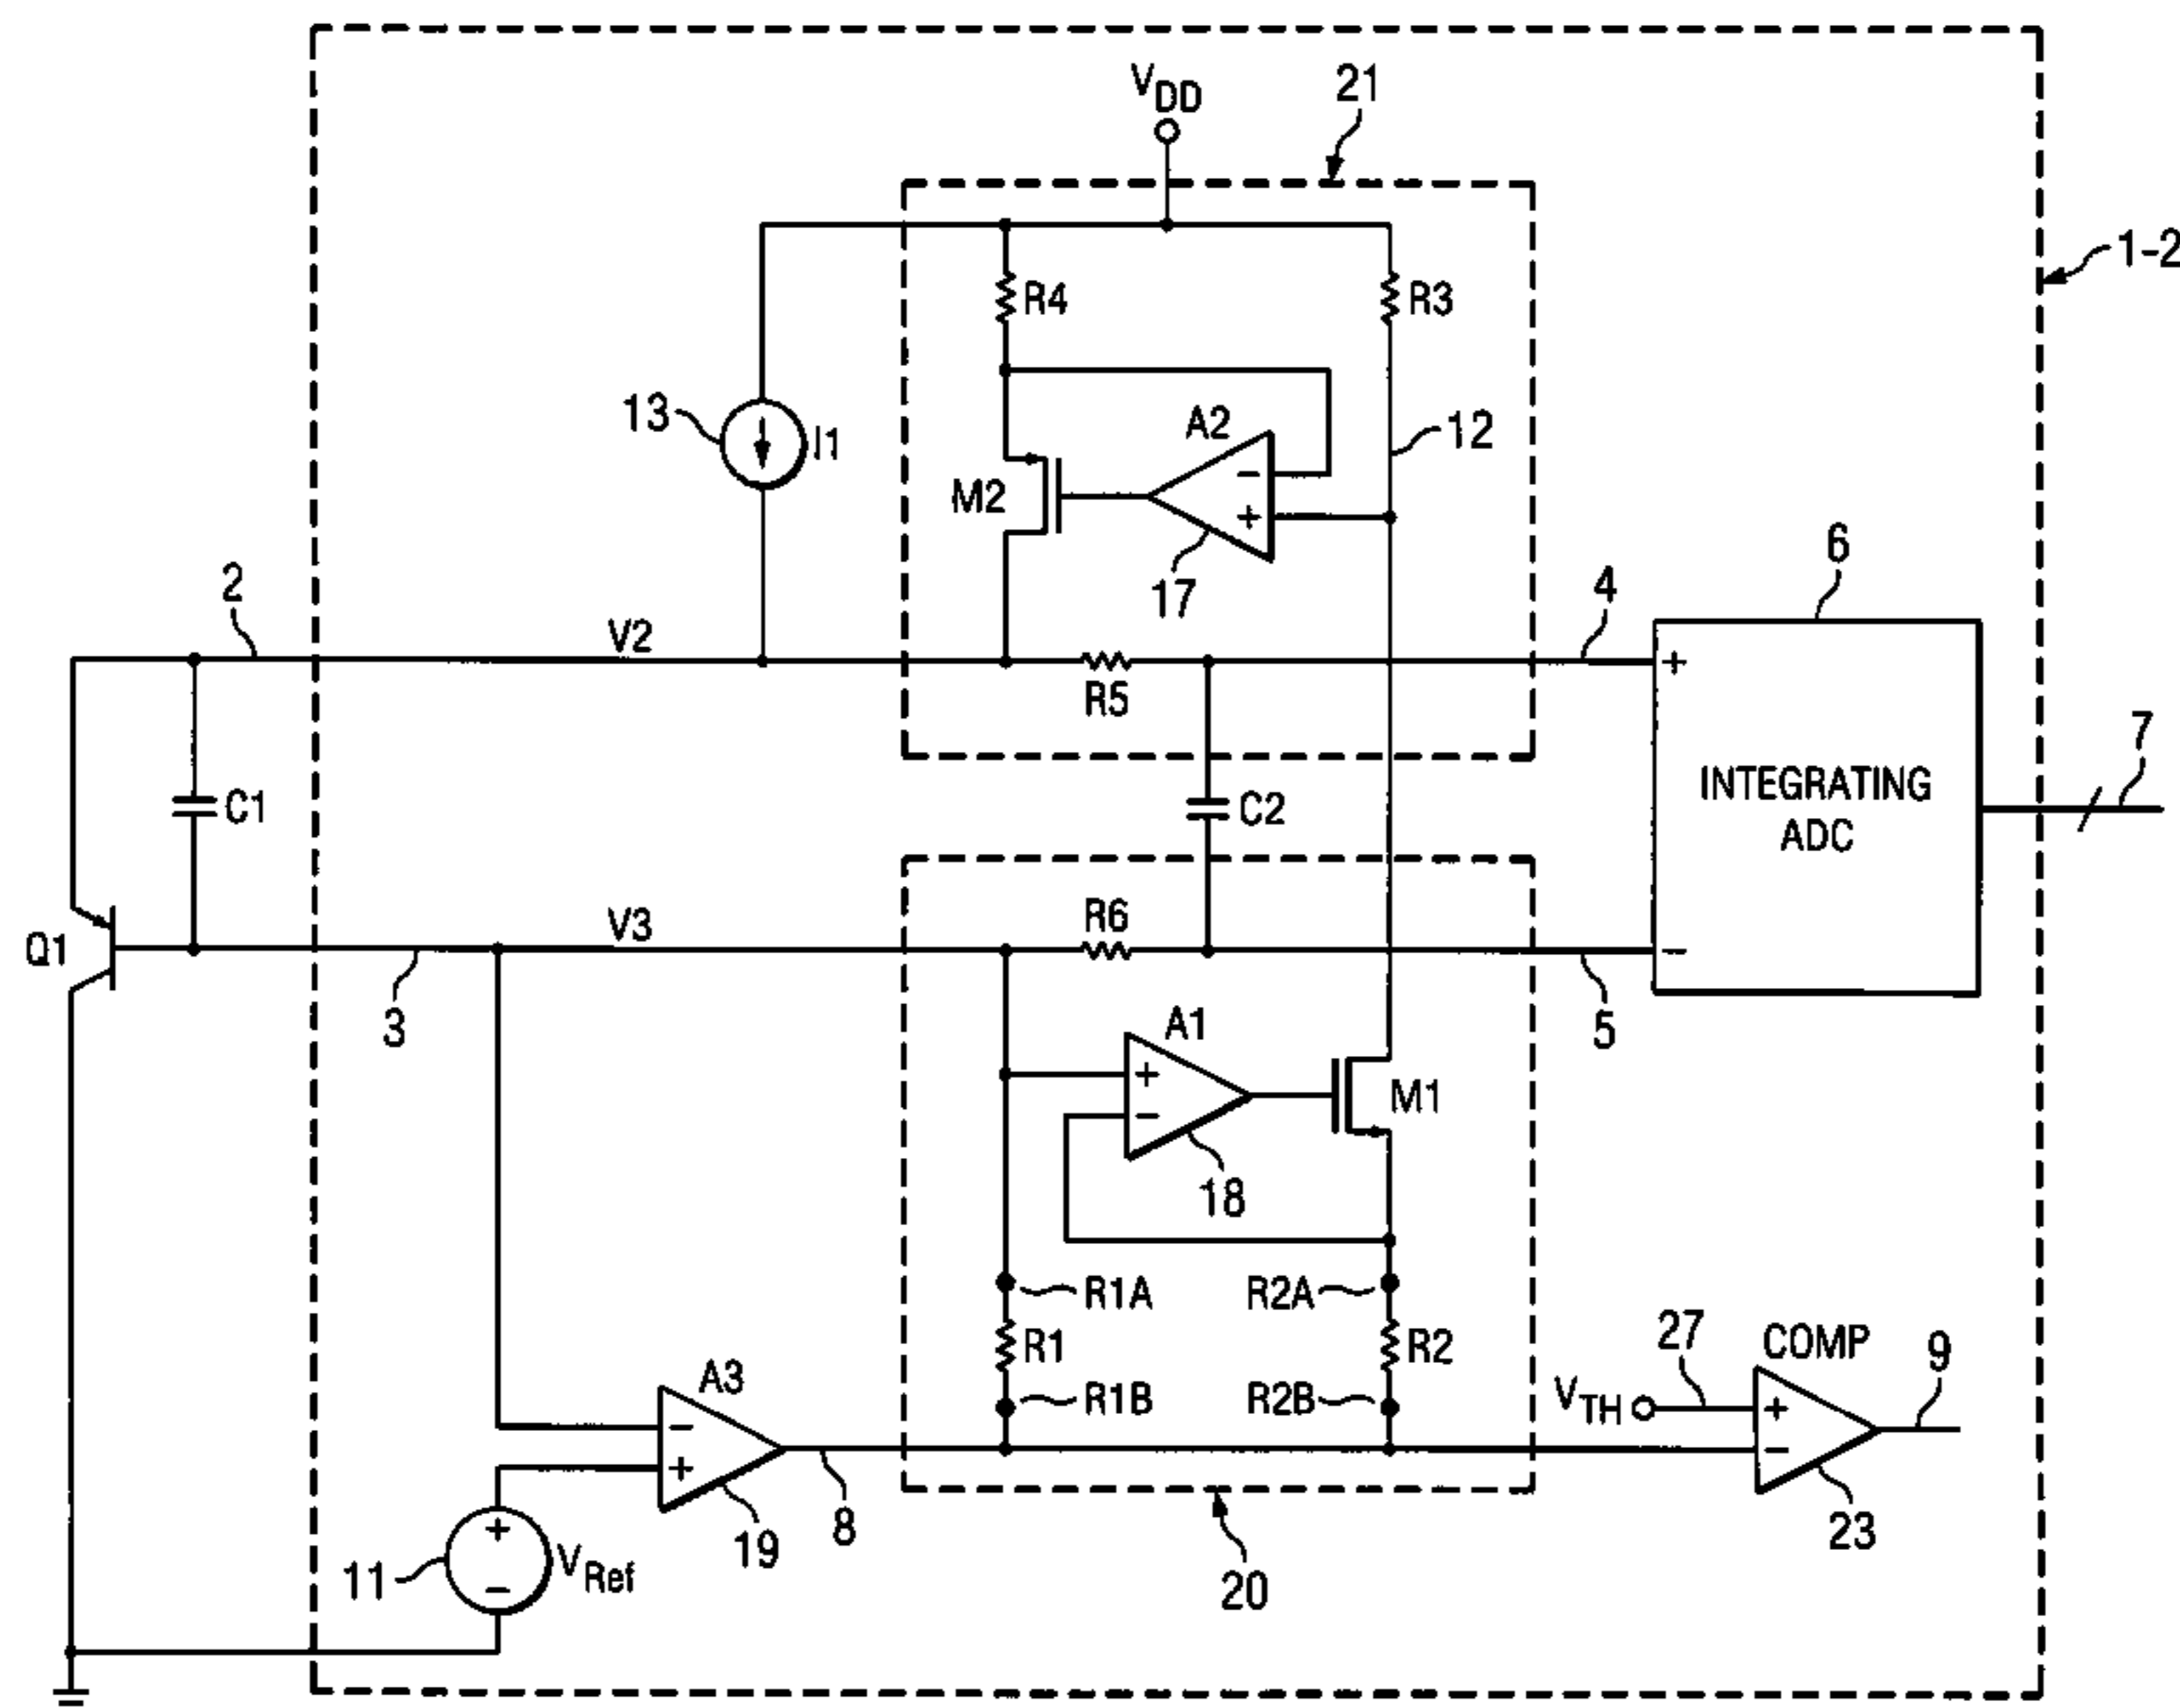 VDD
21
1-2
R4
R3
13
I1
A2
12
M2
-
+
17
6
2
V2
4
+
R5
7
C1
C2
INTEGRATING
ADC
Q1
V3
R6
-
3
5
A1
+
-
M1
18
R1A
R2A
R1
R2
27
COMP
9
A3
R1B
R2B
VTH
+
-
-
+
19
8
23
11
+
-
VRef
20